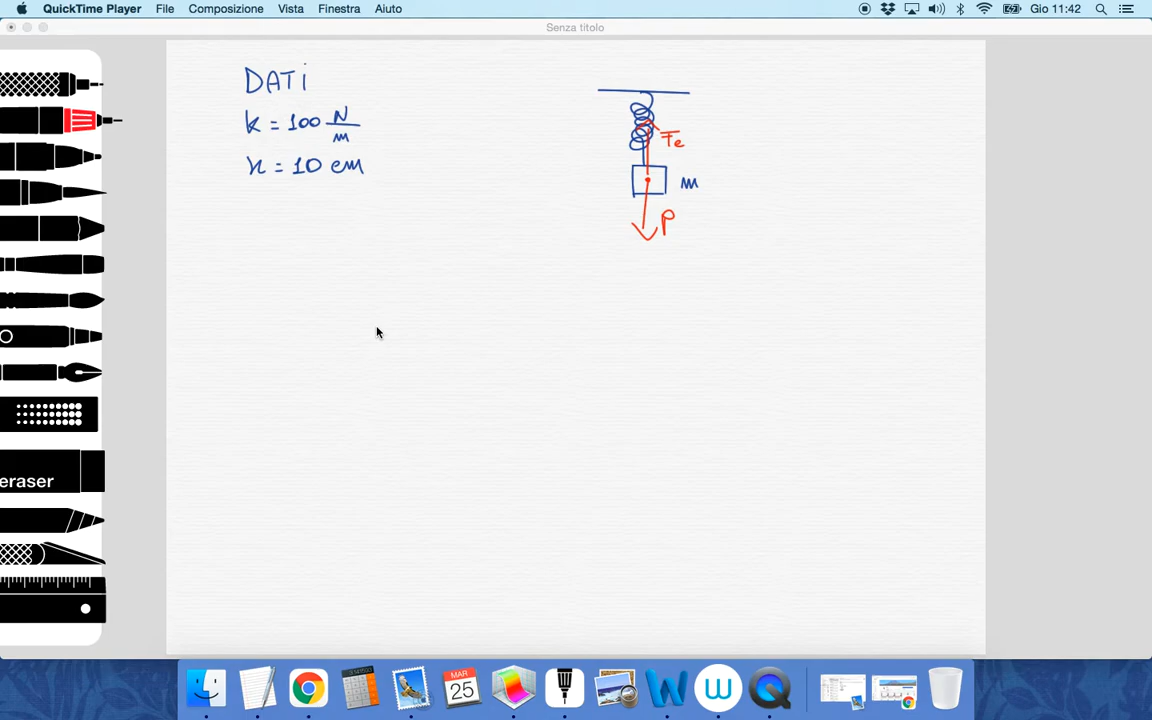 QuickTime Player File Composizione Vista Finestra Aiuto Gio 11:42
Senza titolo
DATi
k = 100 N/m
x = 10 cm
Fe
m
P
eraser
MAR
25